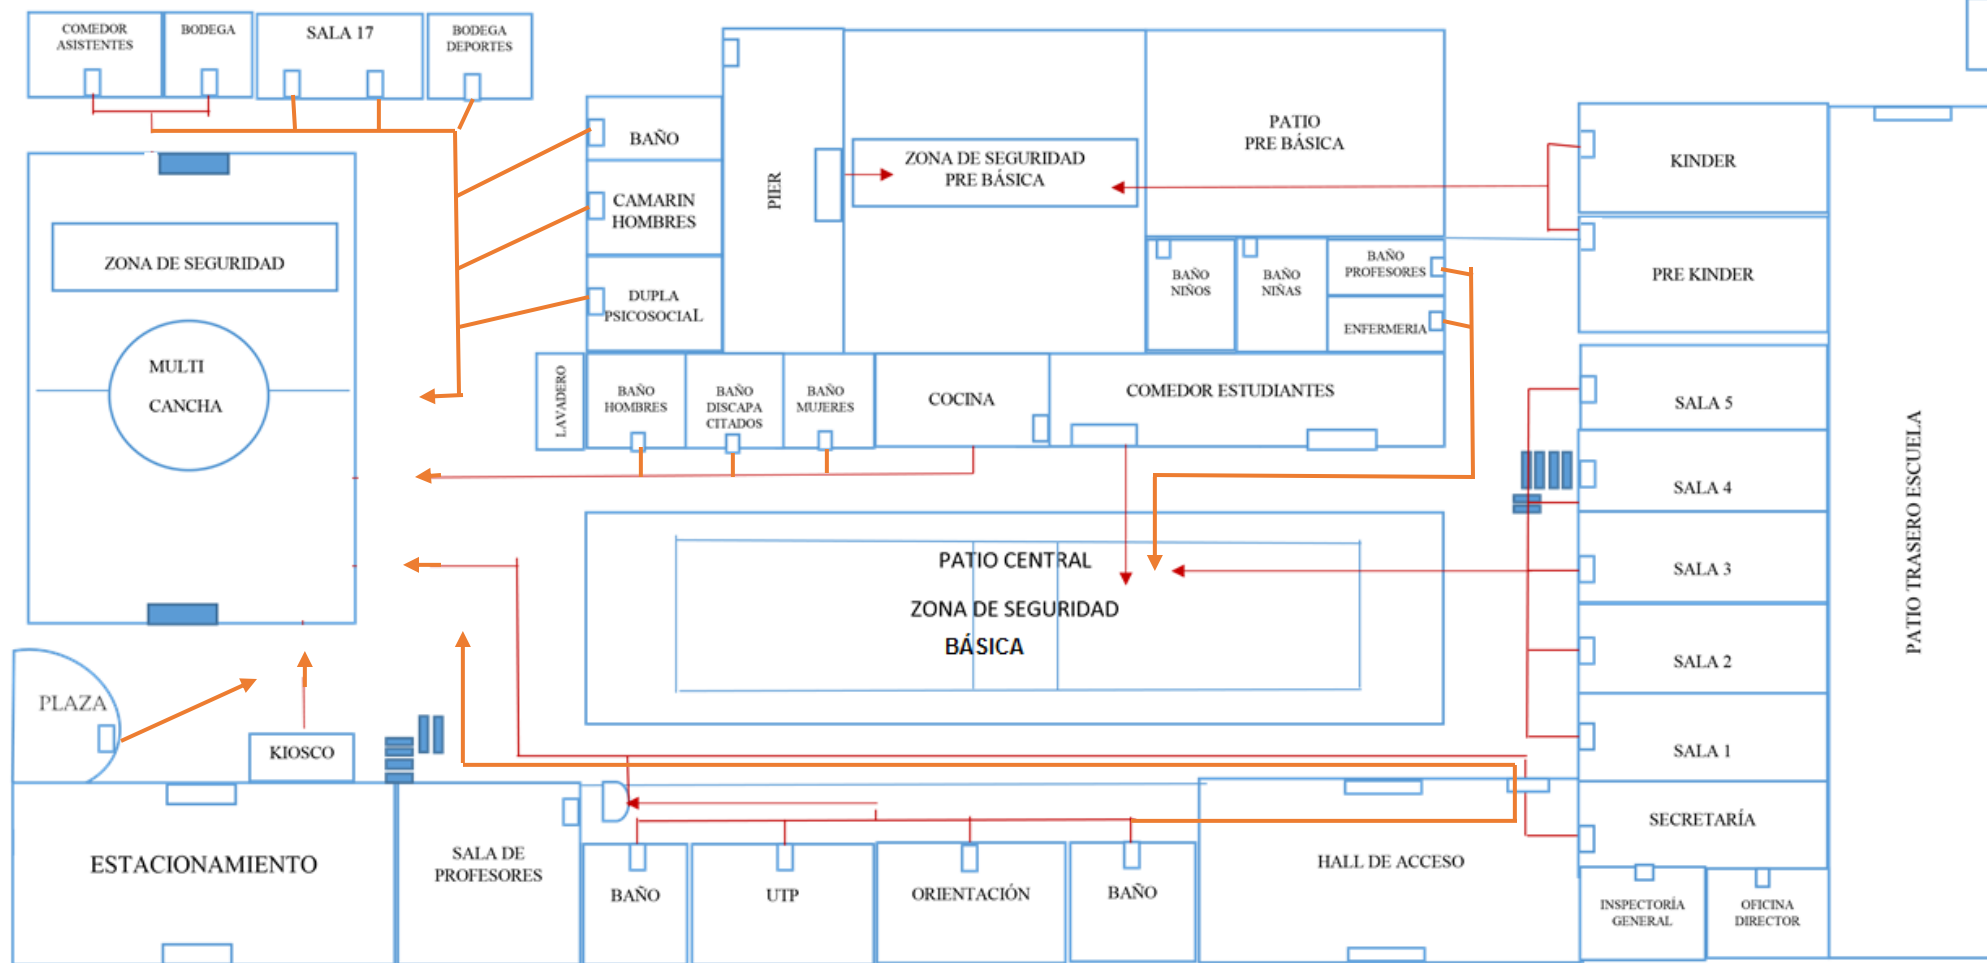 COMEDOR
ASISTENTES
BODEGA
SALA 17
BODEGA
DEPORTES
BAÑO
CAMARIN
HOMBRES
DUPLA
PSICOSOCIAL
PIER
ZONA DE SEGURIDAD
PRE BÁSICA
PATIO
PRE BÁSICA
KINDER
PRE KINDER
BAÑO
NIÑOS
BAÑO
NIÑAS
BAÑO
PROFESORES
ENFERMERIA
ZONA DE SEGURIDAD
MULTI
CANCHA
LAVADERO
BAÑO
HOMBRES
BAÑO
DISCAPA
CITADOS
BAÑO
MUJERES
COCINA
COMEDOR ESTUDIANTES
SALA 5
SALA 4
SALA 3
SALA 2
SALA 1
PATIO TRASERO ESCUELA
PATIO CENTRAL
ZONA DE SEGURIDAD
BÁSICA
PLAZA
KIOSCO
ESTACIONAMIENTO
SALA DE
PROFESORES
BAÑO
UTP
ORIENTACIÓN
BAÑO
HALL DE ACCESO
SECRETARÍA
INSPECTORÍA
GENERAL
OFICINA
DIRECTOR